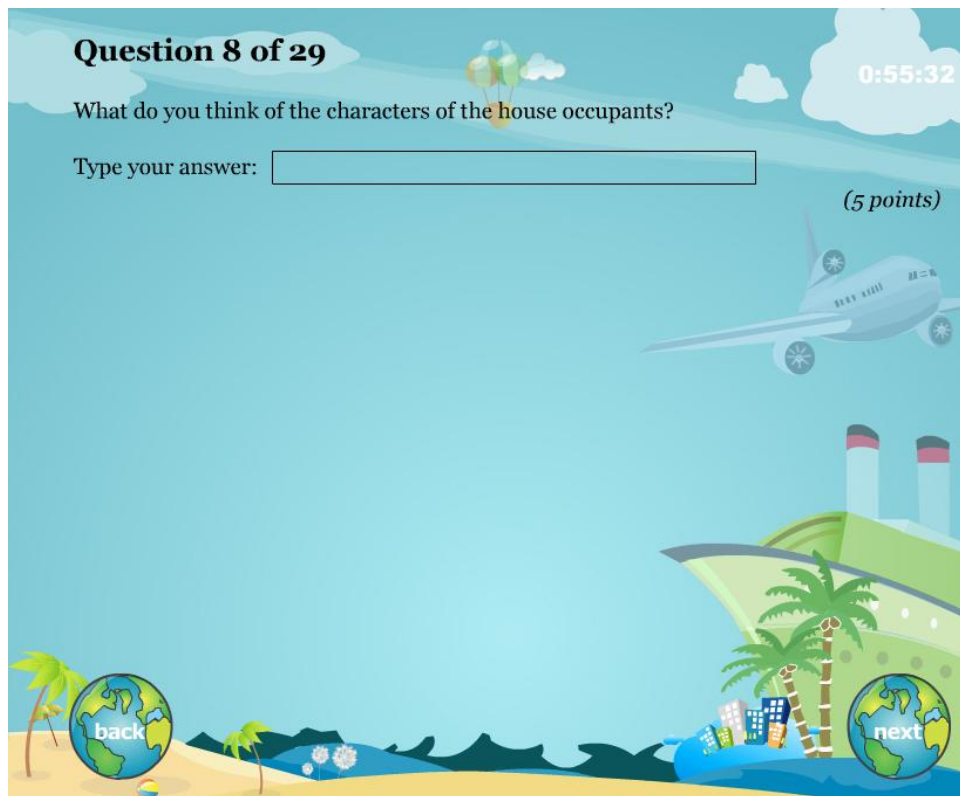 Question 8 of 29
0:55:32
What do you think of the characters of the house occupants?
Type your answer:
(5 points)
back
next